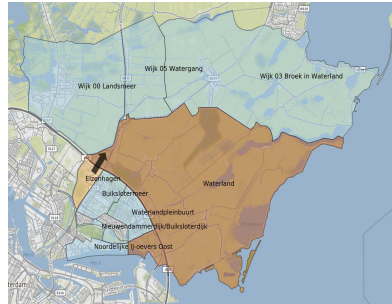 Wijk 05 Watergang
Wijk 03 Broek in Waterland
Wijk 00 Landsmeer
Elzenhagen
Buikslotermeer
Waterland
Waterlandpleinbuurt
Nieuwendammerdijk/Buiksloterdijk
Noordelijke IJ-oevers Oost